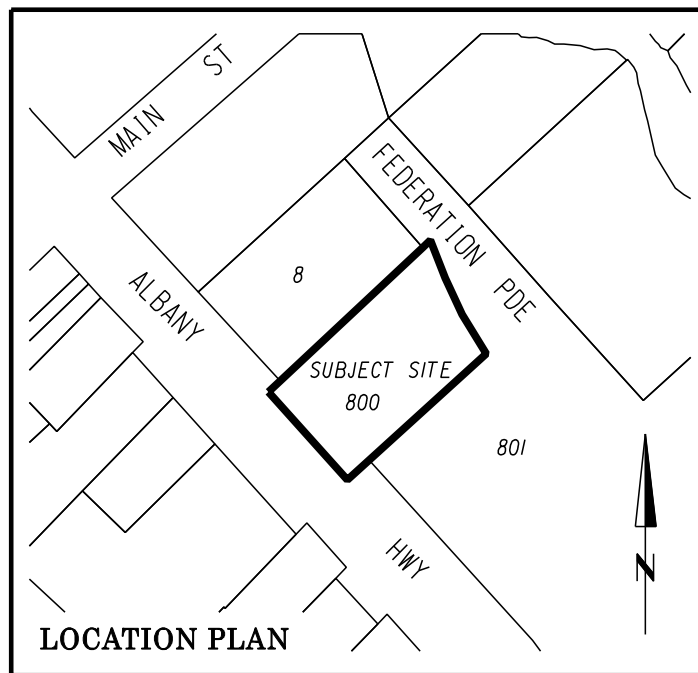 MAIN ST
FEDERATION PDE
8
ALBANY
SUBJECT SITE
800
801
HWY
N
LOCATION PLAN